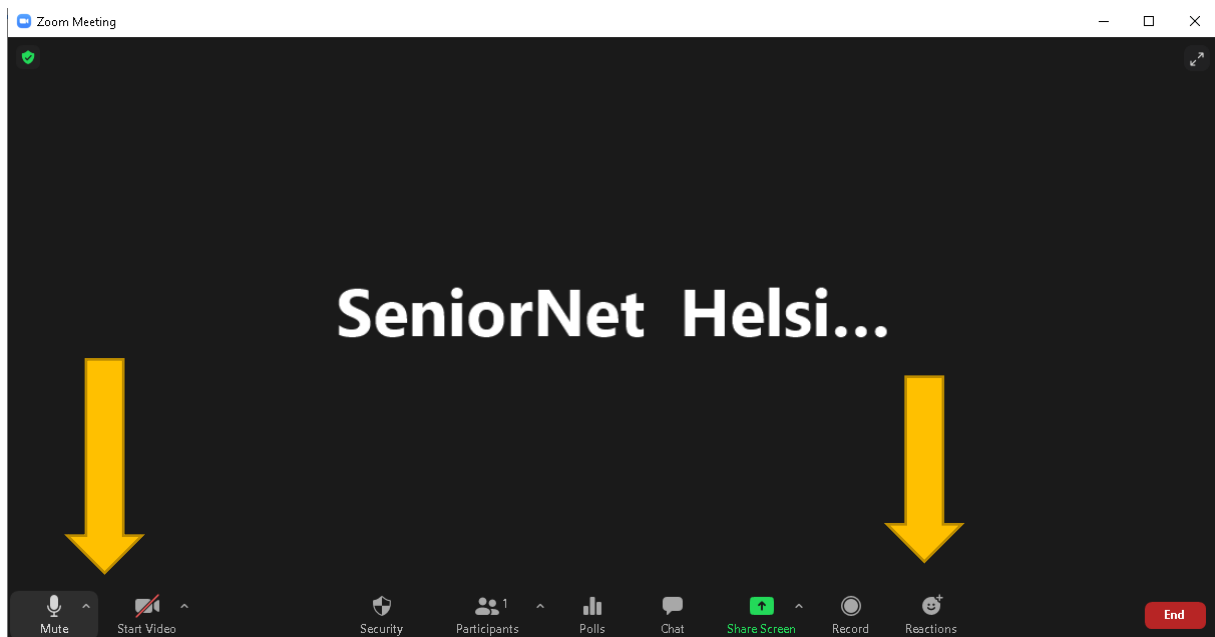 Zoom Meeting
SeniorNet Helsi...
1
Mute Start Video Security Participants Polls Chat Share Screen Record Reactions End